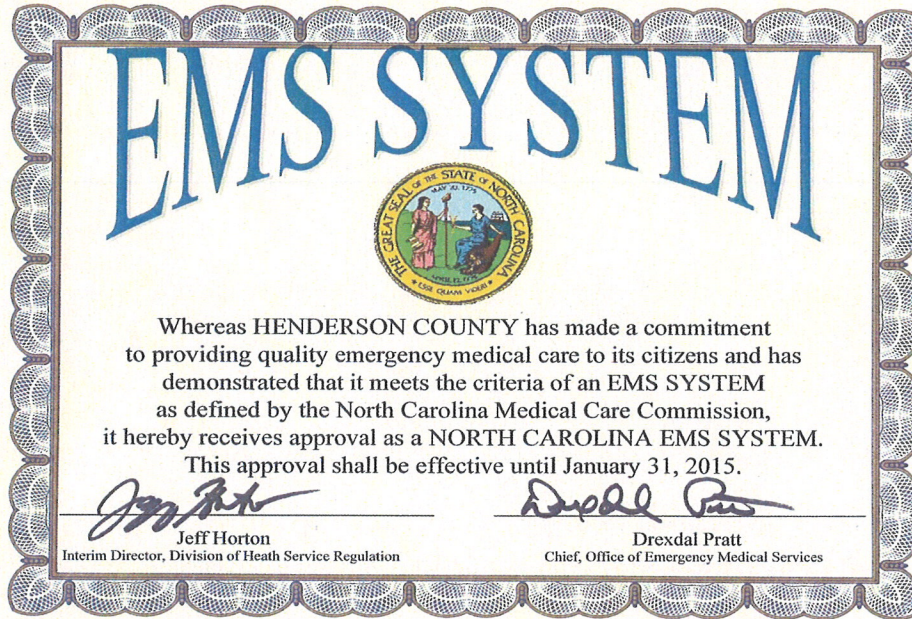 EMS SYSTEM
THE GREAT SEAL OF THE STATE OF NORTH CAROLINA
MAY 20, 1775
APRIL 12, 1776
ESSE QUAM VIDERI
Whereas HENDERSON COUNTY has made a commitment
to providing quality emergency medical care to its citizens and has
demonstrated that it meets the criteria of an EMS SYSTEM
as defined by the North Carolina Medical Care Commission,
it hereby receives approval as a NORTH CAROLINA EMS SYSTEM.
This approval shall be effective until January 31, 2015.
Jeff Horton
Drexdal Pratt
Interim Director, Division of Heath Service Regulation
Chief, Office of Emergency Medical Services